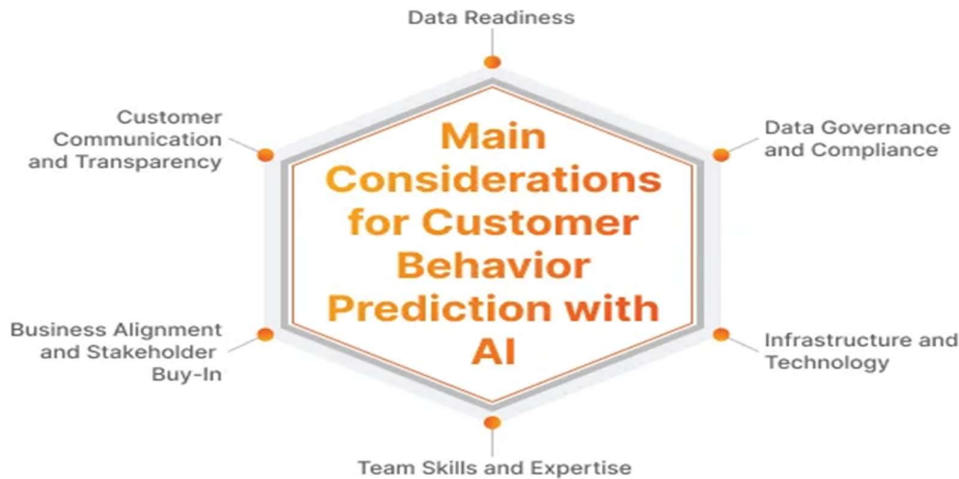 Data Readiness
Customer
Communication
and Transparency
Data Governance
and Compliance
Main
Considerations
for Customer
Behavior
Prediction with
AI
Business Alignment
and Stakeholder
Buy-In
Infrastructure and
Technology
Team Skills and Expertise